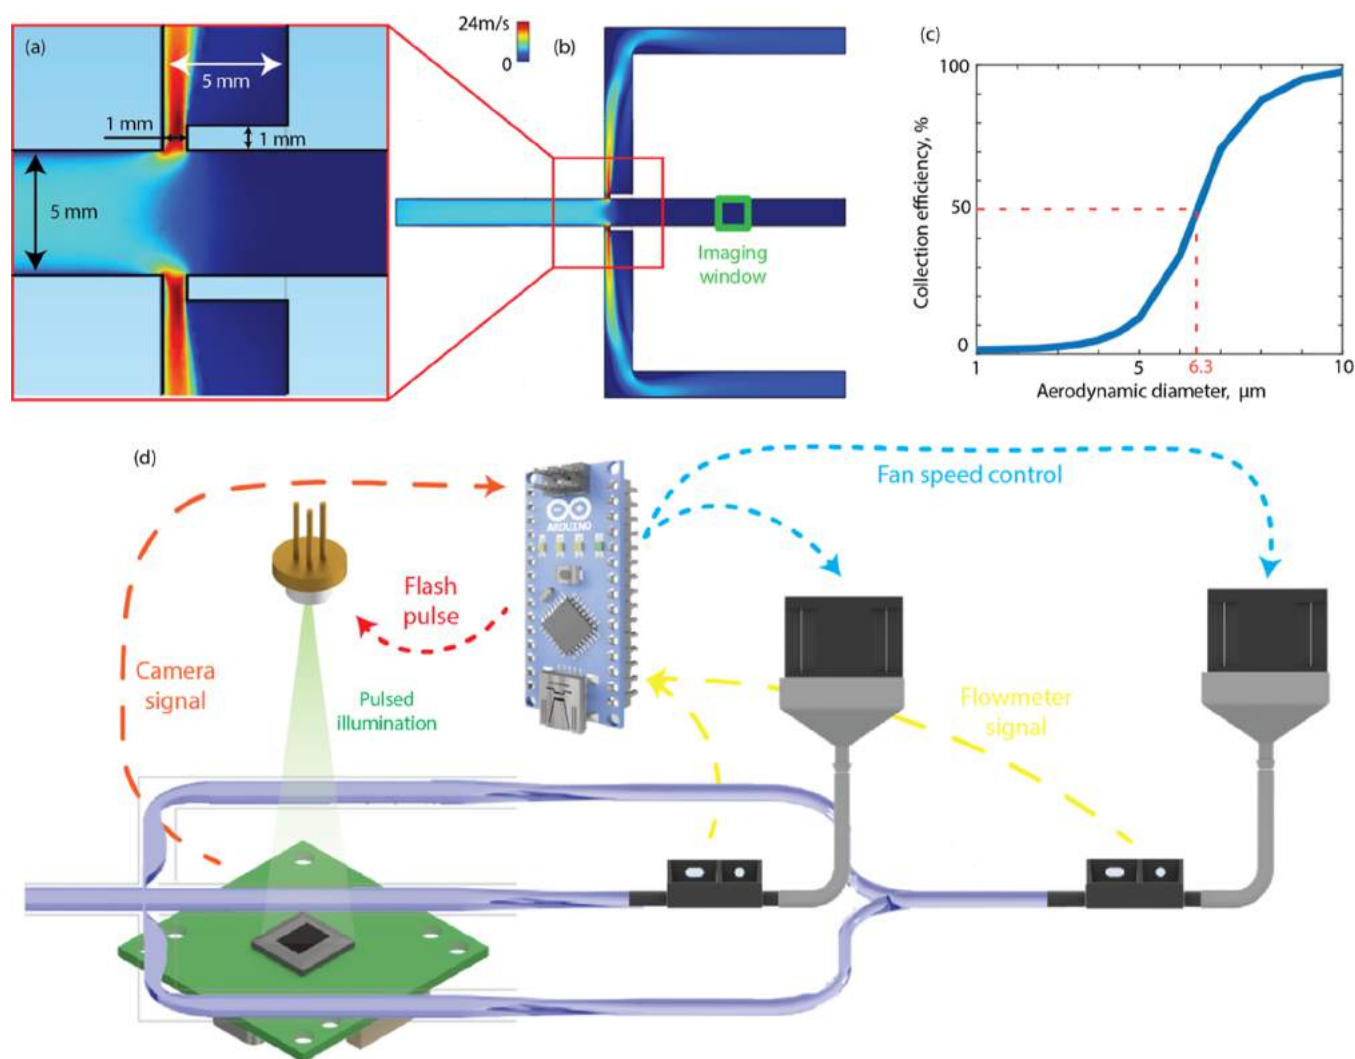 (a)
5 mm
1 mm
1 mm
5 mm
24m/s
0
(b)
Imaging
window
(c)
100
50
0
Collection efficiency, %
1
5
6.3
10
Aerodynamic diameter, μm
(d)
Fan speed control
ARDUINO
Flash
pulse
Camera
signal
Pulsed
illumination
Flowmeter
signal